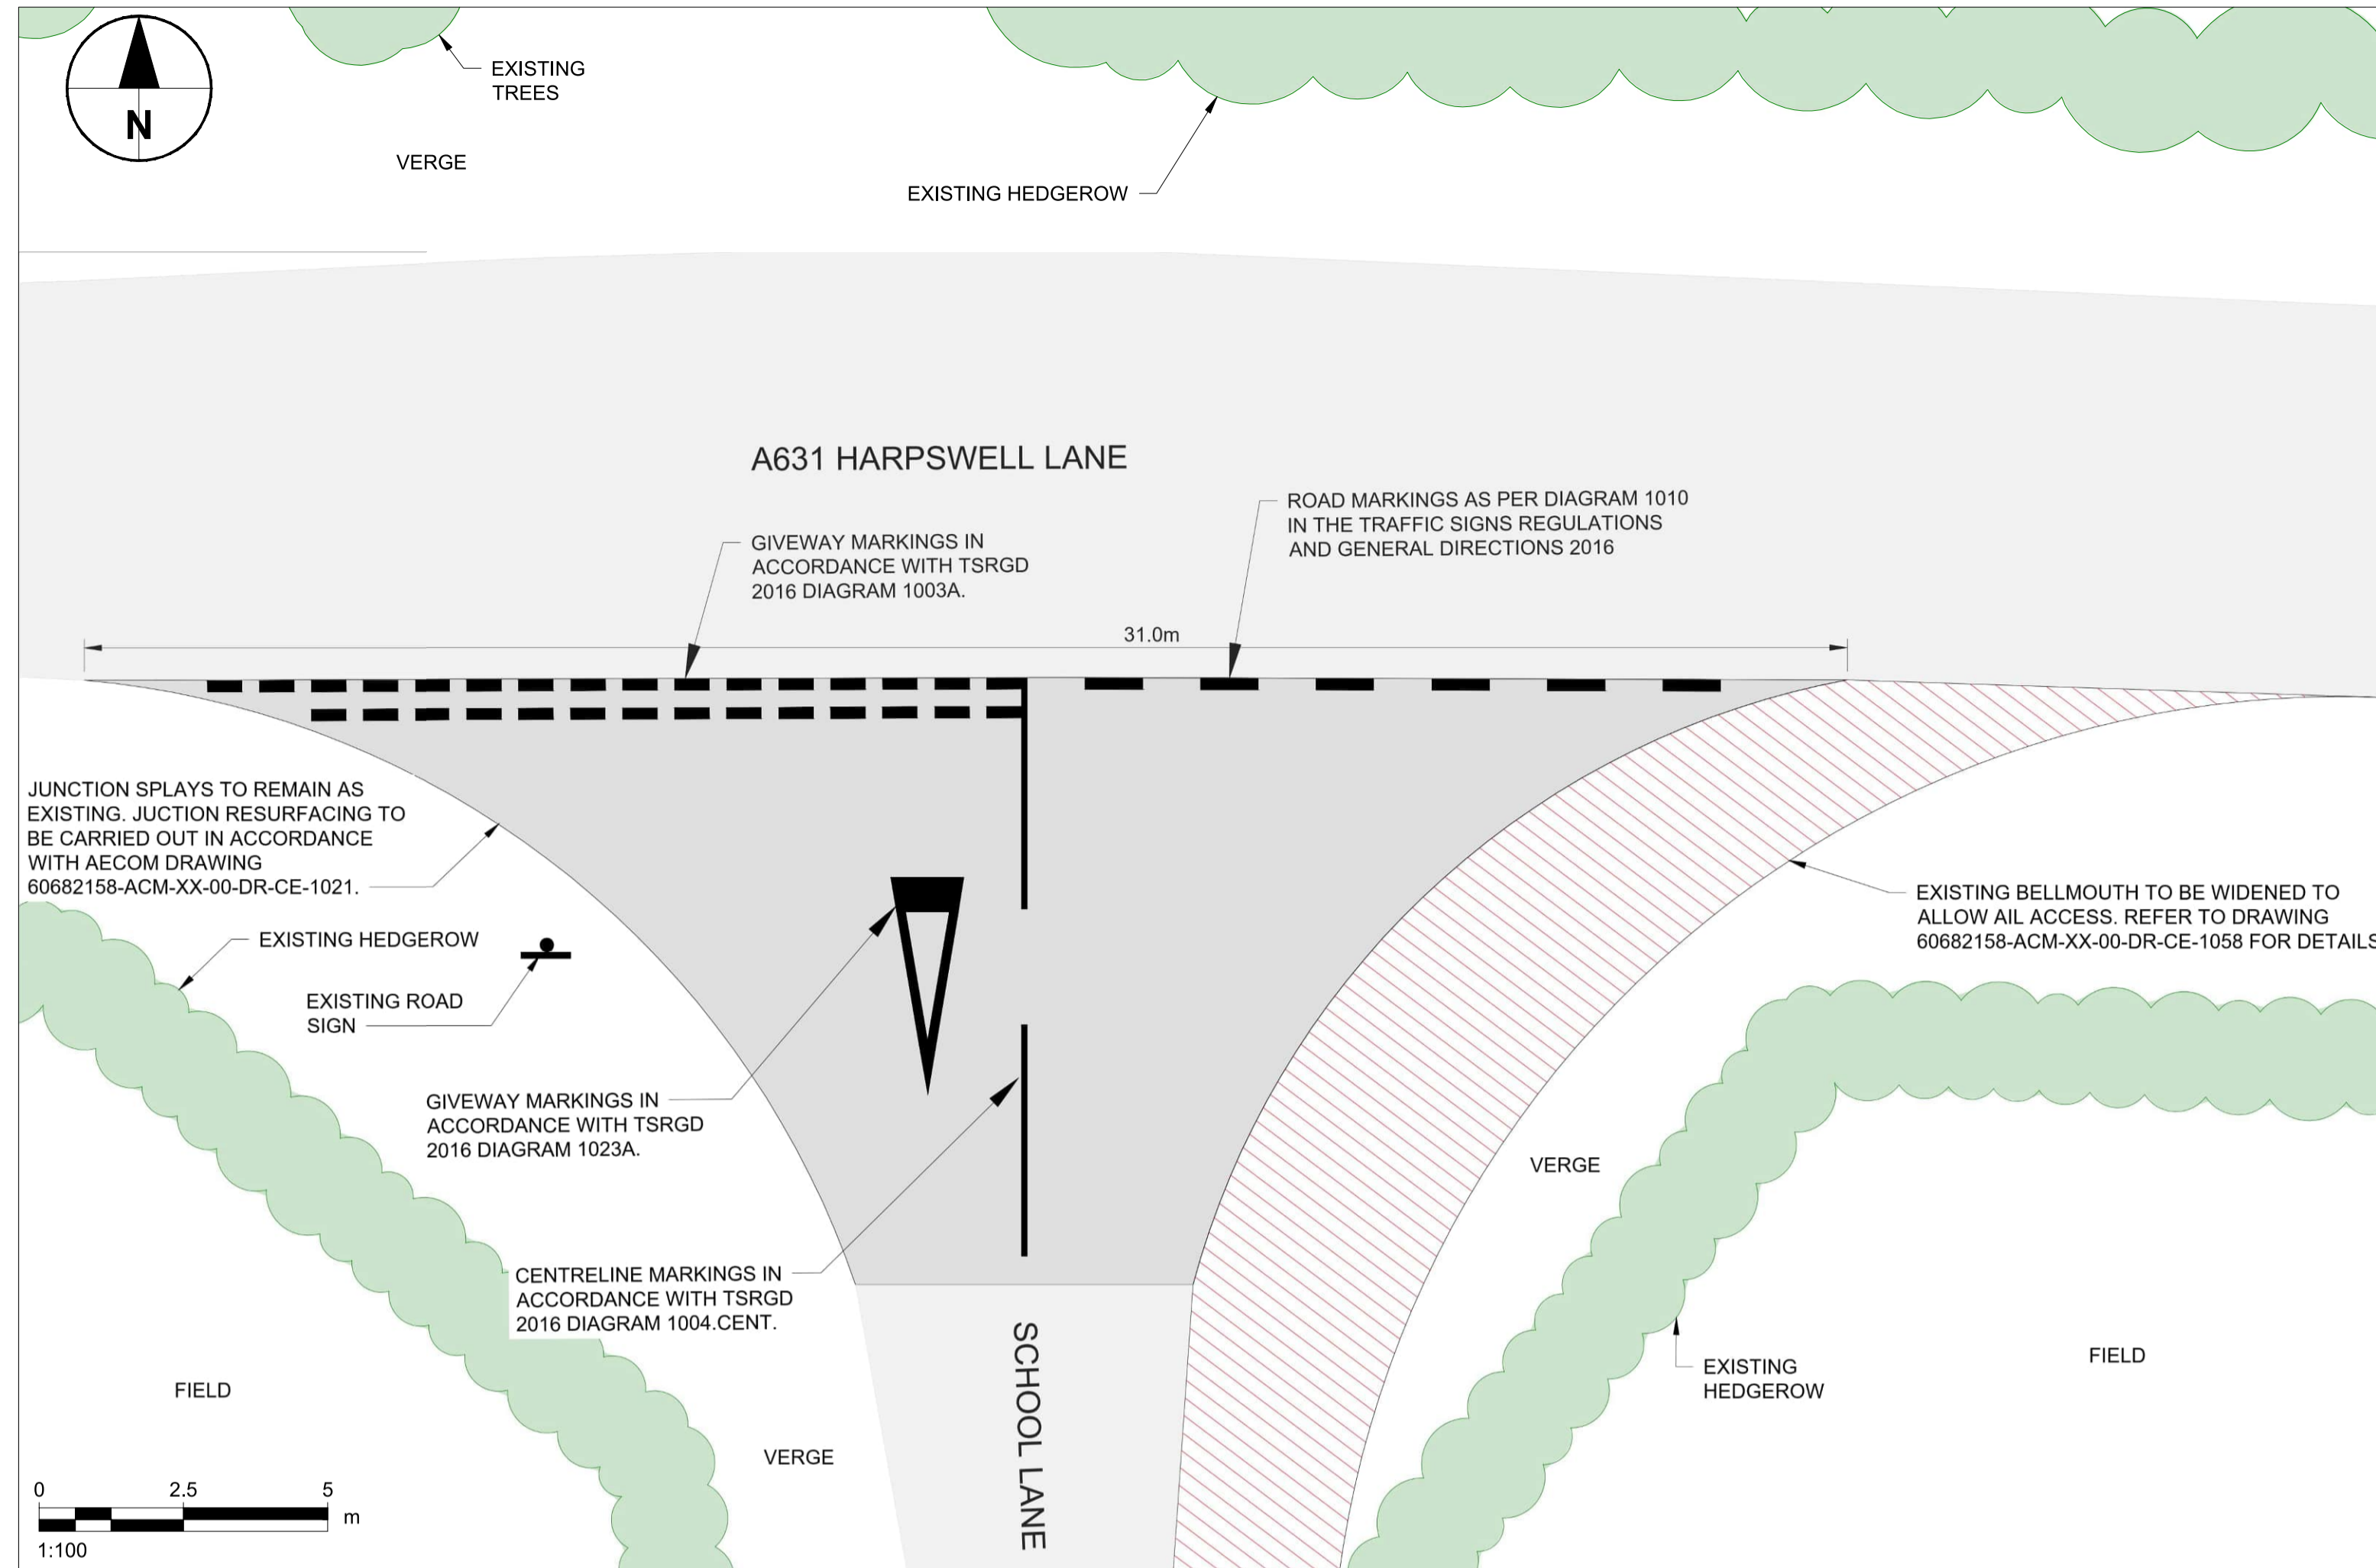 N
EXISTING
TREES
VERGE
EXISTING HEDGEROW
A631 HARPSWELL LANE
GIVEWAY MARKINGS IN
ACCORDANCE WITH TSRGD
2016 DIAGRAM 1003A.
ROAD MARKINGS AS PER DIAGRAM 1010
IN THE TRAFFIC SIGNS REGULATIONS
AND GENERAL DIRECTIONS 2016
31.0m
JUNCTION SPLAYS TO REMAIN AS
EXISTING. JUCTION RESURFACING TO
BE CARRIED OUT IN ACCORDANCE
WITH AECOM DRAWING
60682158-ACM-XX-00-DR-CE-1021.
EXISTING HEDGEROW
EXISTING ROAD
SIGN
EXISTING BELLMOUTH TO BE WIDENED TO
ALLOW AIL ACCESS. REFER TO DRAWING
60682158-ACM-XX-00-DR-CE-1058 FOR DETAILS
GIVEWAY MARKINGS IN
ACCORDANCE WITH TSRGD
2016 DIAGRAM 1023A.
VERGE
CENTRELINE MARKINGS IN
ACCORDANCE WITH TSRGD
2016 DIAGRAM 1004.CENT.
SCHOOL LANE
EXISTING
HEDGEROW
FIELD
FIELD
VERGE
0 2.5 5
m
1:100